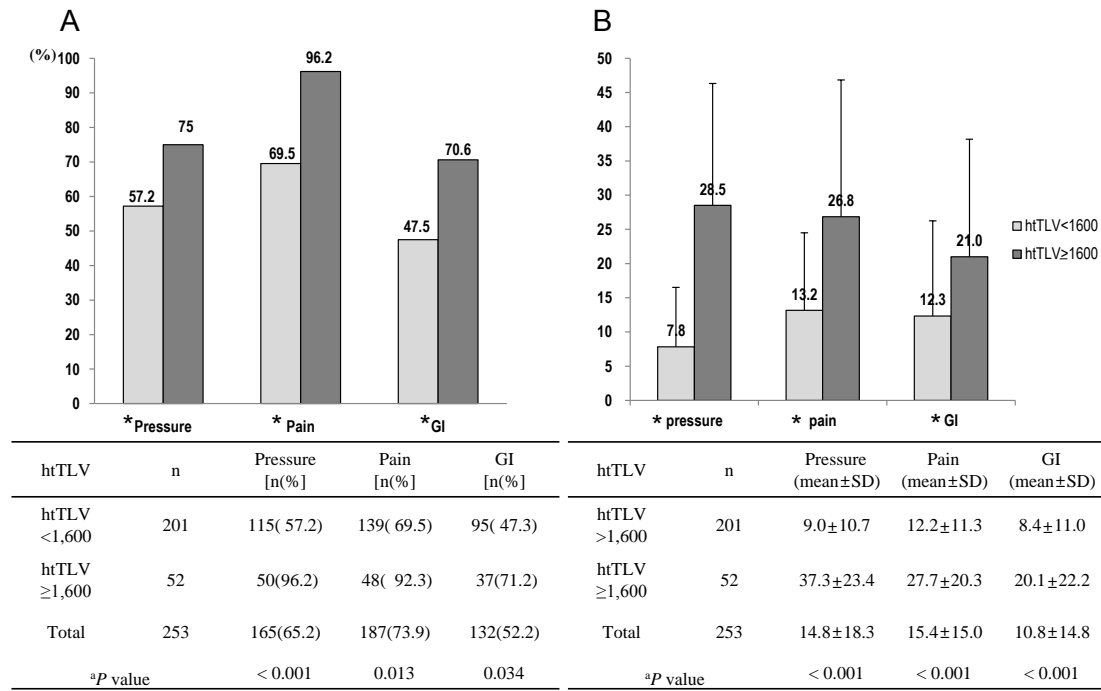 A
(%)
100
90
80
70
60
50
40
30
20
10
0
57.2
75
69.5
96.2
47.5
70.6
*Pressure
* Pain
*GI
htTLV n Pressure [n(%] Pain [n(%] GI [n(%]
htTLV <1,600 201 115( 57.2) 139( 69.5) 95( 47.3)
htTLV ≥1,600 52 50(96.2) 48( 92.3) 37(71.2)
Total 253 165(65.2) 187(73.9) 132(52.2)
aP value < 0.001 0.013 0.034
B
50
45
40
35
30
25
20
15
10
5
0
7.8
28.5
13.2
26.8
12.3
21.0
* pressure
* pain
* GI
htTLV<1600
htTLV≥1600
htTLV n Pressure (mean±SD) Pain (mean±SD) GI (mean±SD)
htTLV >1,600 201 9.0±10.7 12.2±11.3 8.4±11.0
htTLV ≥1,600 52 37.3±23.4 27.7±20.3 20.1±22.2
Total 253 14.8±18.3 15.4±15.0 10.8±14.8
aP value < 0.001 < 0.001 < 0.001